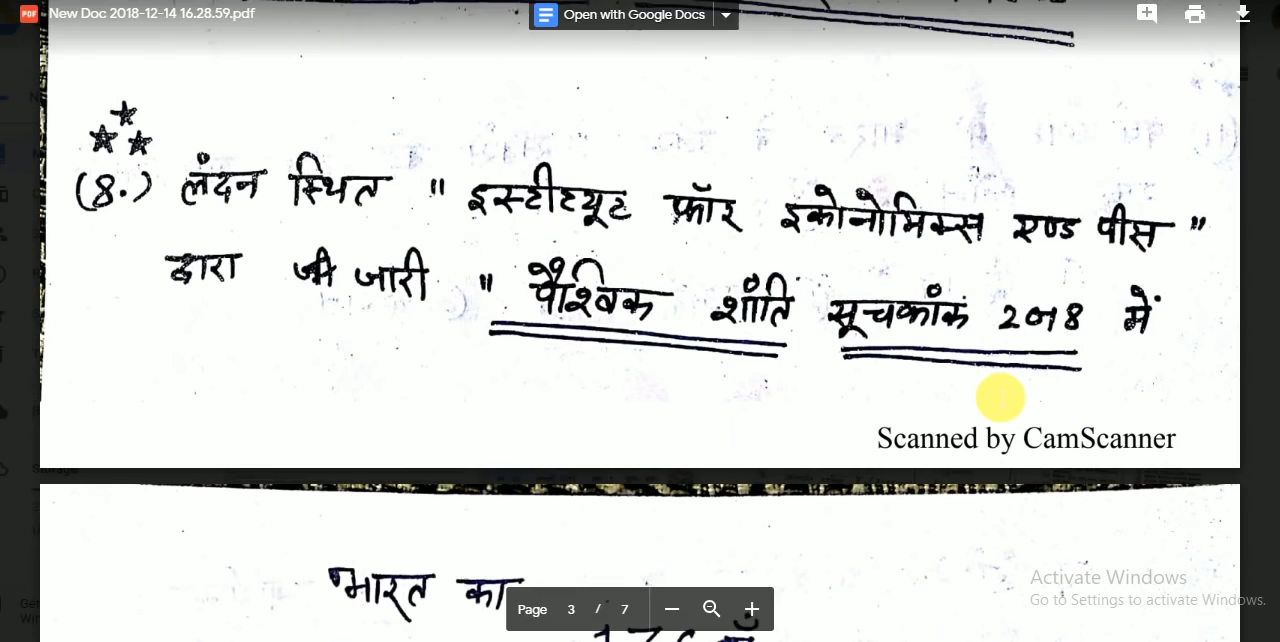 New Doc 2018-12-14 16.28.59.pdf
Open with Google Docs
(8.) लंदन स्थित " इस्टीट्यूट फ्रॉर इकोनोमिक्स एण्ड पीस "
द्वारा जारी " वैश्विक शाँति सूचकांक 2018 में
Scanned by CamScanner
भारत का
Page 3 / 7
Activate Windows
Go to Settings to activate Windows.